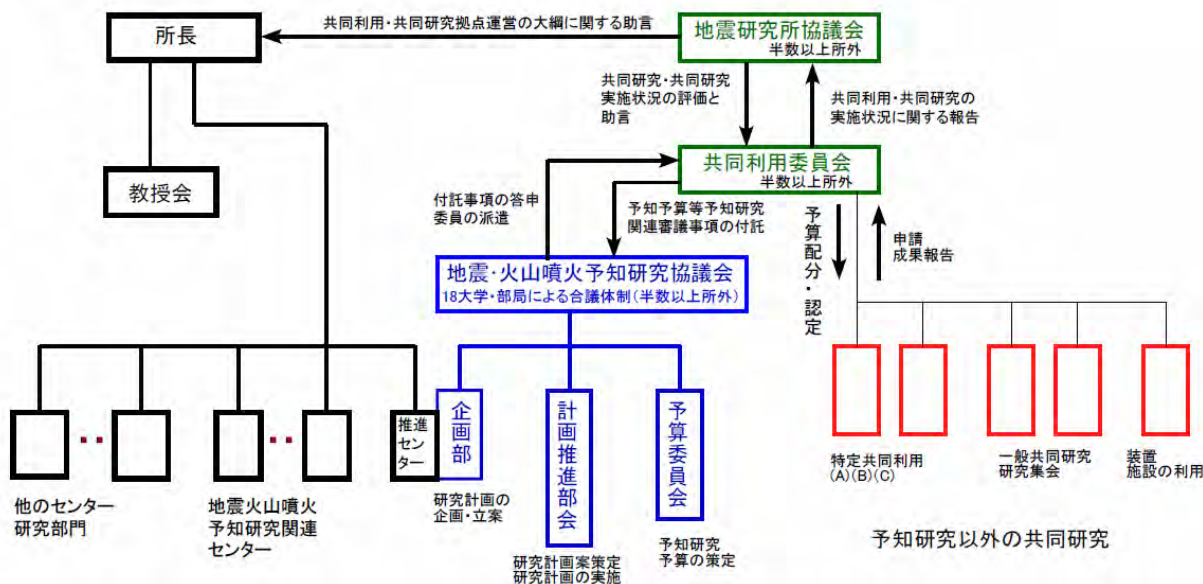 共同利用・共同研究拠点運営の大綱に関する助言
所長
地震研究所協議会
半数以上所外
共同研究・共同研究
実施状況の評価と
助言
共同利用・共同研究の
実施状況に関する報告
共同利用委員会
半数以上所外
教授会
付託事項の答申
委員の派遣
予知予算等予知研究
関連審議事項の付託
予算配分・認定
申請
成果報告
地震・火山噴火予知研究協議会
18大学・部局による合議体制(半数以上所外)
推進
セン
ター
企画部
計画推進部会
予算委員会
他のセンター
研究部門
地震火山噴火
予知研究関連
センター
研究計画の
企画・立案
研究計画案策定
研究計画の実施
予知研究
予算の策定
特定共同利用
(A)(B)(C)
一般共同研究
研究集会
装置
施設の利用
予知研究以外の共同研究